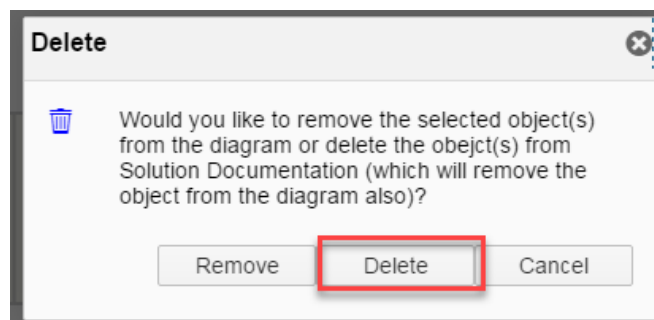 Delete
Would you like to remove the selected object(s)
from the diagram or delete the obejct(s) from
Solution Documentation (which will remove the
object from the diagram also)?
Remove Delete Cancel